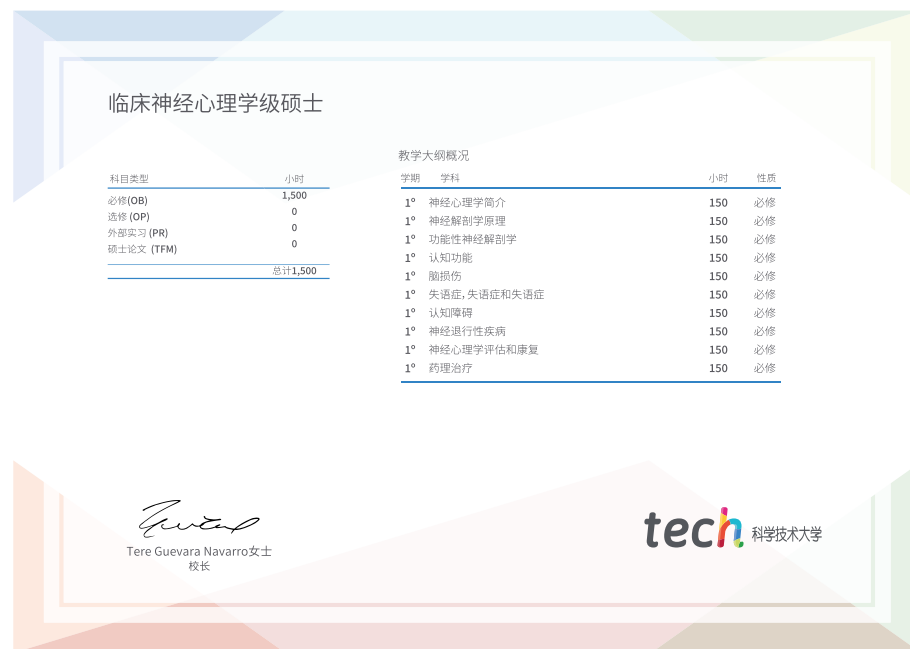 临床神经心理学级硕士
科目类型 小时
必修(OB) 1,500
选修 (OP) 0
外部实习 (PR) 0
硕士论文 (TFM) 0
总计1,500
教学大纲概况
学期 学科 小时 性质
1º 神经心理学简介 150 必修
1º 神经解剖学原理 150 必修
1º 功能性神经解剖学 150 必修
1º 认知功能 150 必修
1º 脑损伤 150 必修
1º 失语症，失语症和失语症 150 必修
1º 认知障碍 150 必修
1º 神经退行性疾病 150 必修
1º 神经心理学评估和康复 150 必修
1º 药理治疗 150 必修
Tere Guevara Navarro女士
校长
tech 科学技术大学